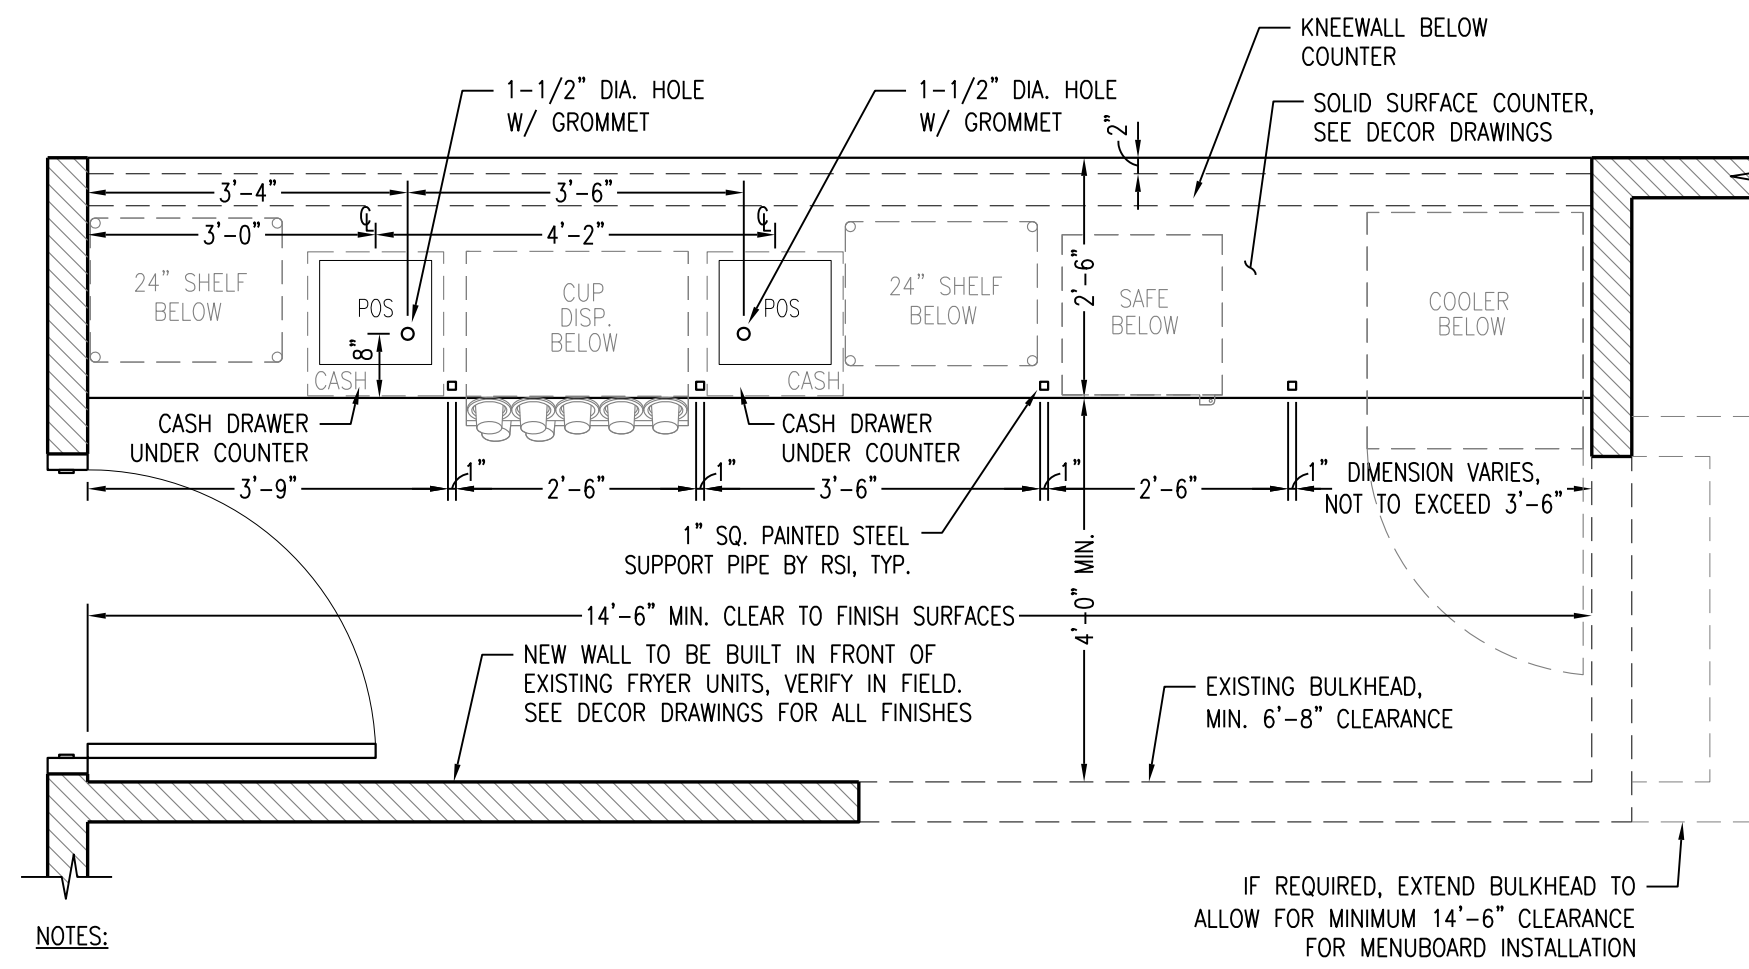 KNEEWALL BELOW
COUNTER
1-1/2" DIA. HOLE
W/ GROMMET
1-1/2" DIA. HOLE
W/ GROMMET
SOLID SURFACE COUNTER,
SEE DECOR DRAWINGS
2"
3'-4"
3'-6"
℄
℄
3'-0"
4'-2"
2'-6"
24" SHELF
BELOW
POS
8"
CASH
CUP
DISP.
BELOW
POS
CASH
24" SHELF
BELOW
SAFE
BELOW
COOLER
BELOW
CASH DRAWER
UNDER COUNTER
CASH DRAWER
UNDER COUNTER
3'-9"
1"
2'-6"
1"
3'-6"
1"
2'-6"
1"
DIMENSION VARIES,
NOT TO EXCEED 3'-6"
1" SQ. PAINTED STEEL
SUPPORT PIPE BY RSI, TYP.
4'-0" MIN.
14'-6" MIN. CLEAR TO FINISH SURFACES
NEW WALL TO BE BUILT IN FRONT OF
EXISTING FRYER UNITS, VERIFY IN FIELD.
SEE DECOR DRAWINGS FOR ALL FINISHES
EXISTING BULKHEAD,
MIN. 6'-8" CLEARANCE
IF REQUIRED, EXTEND BULKHEAD TO
ALLOW FOR MINIMUM 14'-6" CLEARANCE
FOR MENUBOARD INSTALLATION
NOTES: